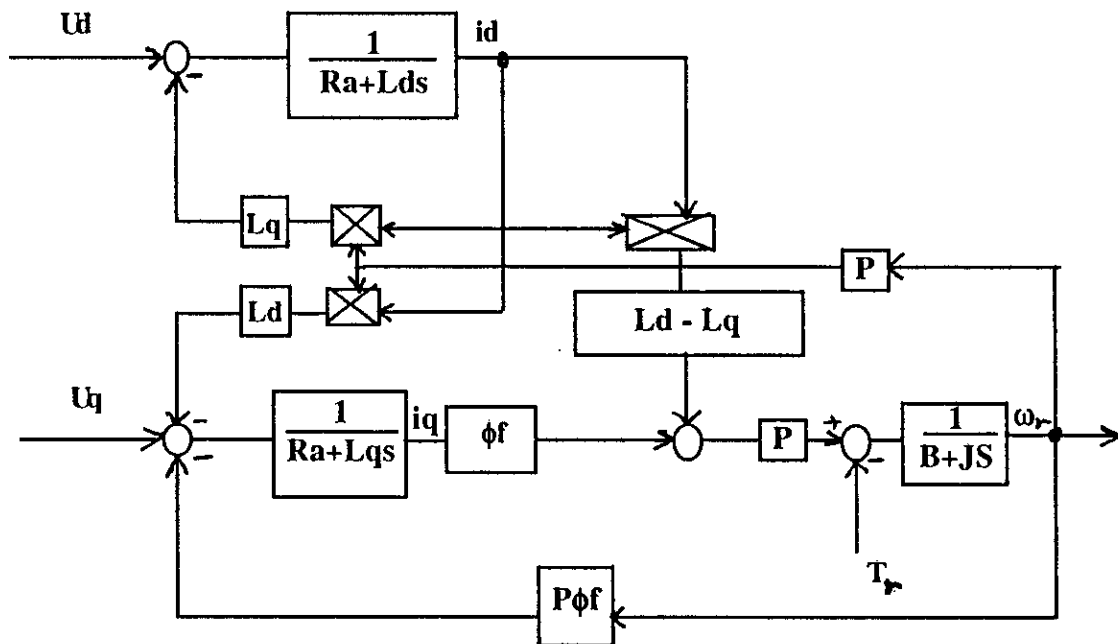 Ud
id
1
Ra+Lds
Lq
P
Ld
Ld - Lq
Uq
1
Ra+Lqs
iq
ϕf
P
+
1
B+JS
ωr
Tr
Pϕf
-
-
-
-